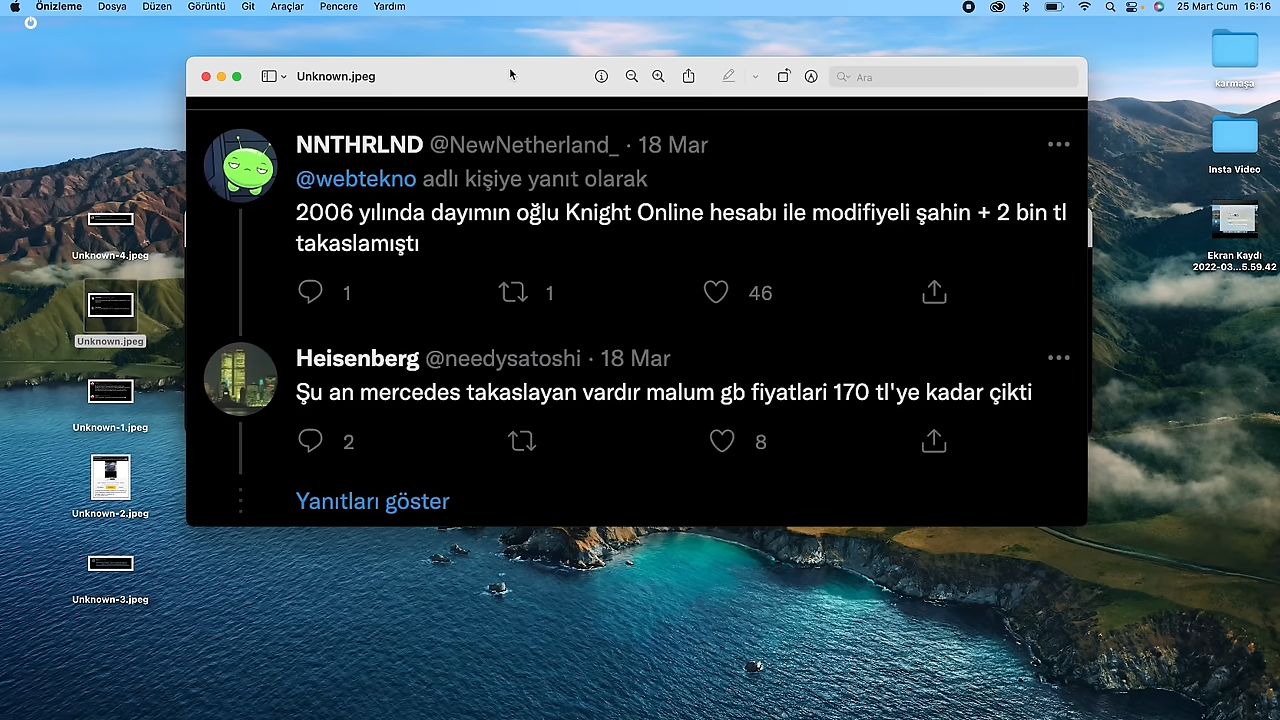 Önizleme Dosya Düzen Görüntü Git Araçlar Pencere Yardım 25 Mart Cum 16:16
Unknown.jpeg Ara
NNTHRLND @NewNetherland_ · 18 Mar
@webtekno adlı kişiye yanıt olarak
2006 yılında dayımın oğlu Knight Online hesabı ile modifiyeli şahin + 2 bin tl
takaslamıştı
1 1 46
Heisenberg @needysatoshi · 18 Mar
Şu an mercedes takaslayan vardır malum gb fiyatlari 170 tl'ye kadar çıkti
2 8
Yanıtları göster
Unknown-4.jpeg
Unknown.jpeg
Unknown-1.jpeg
Unknown-2.jpeg
Unknown-3.jpeg
karmaşa
Insta Video
Ekran Kaydı
2022-03...5.59.42